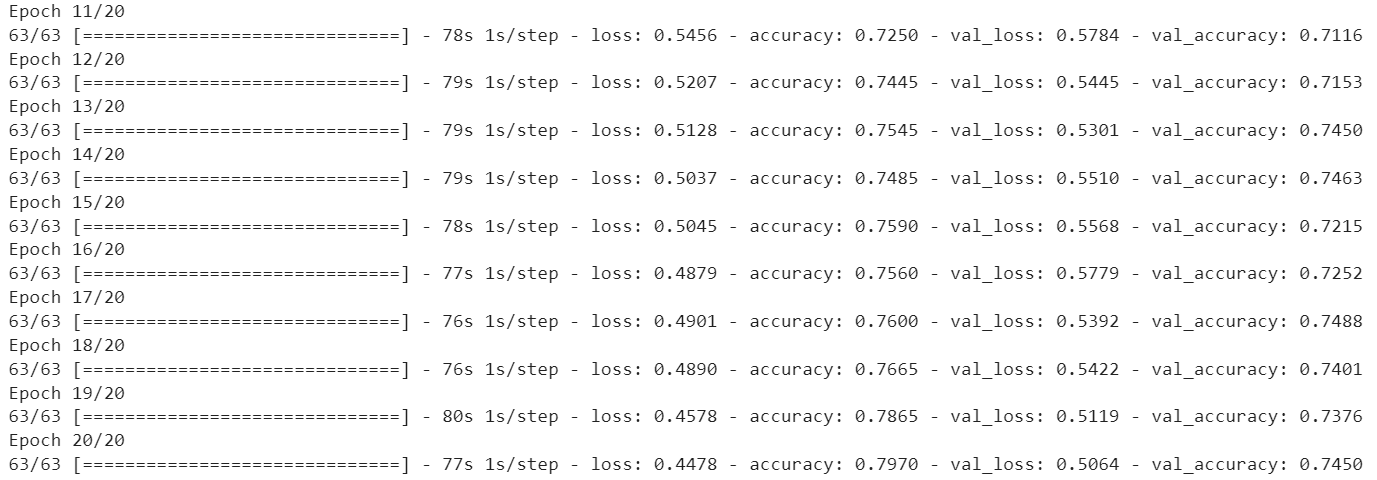 Epoch 11/20
63/63 [==============================] - 78s 1s/step - loss: 0.5456 - accuracy: 0.7250 - val_loss: 0.5784 - val_accuracy: 0.7116
Epoch 12/20
63/63 [==============================] - 79s 1s/step - loss: 0.5207 - accuracy: 0.7445 - val_loss: 0.5445 - val_accuracy: 0.7153
Epoch 13/20
63/63 [==============================] - 79s 1s/step - loss: 0.5128 - accuracy: 0.7545 - val_loss: 0.5301 - val_accuracy: 0.7450
Epoch 14/20
63/63 [==============================] - 79s 1s/step - loss: 0.5037 - accuracy: 0.7485 - val_loss: 0.5510 - val_accuracy: 0.7463
Epoch 15/20
63/63 [==============================] - 78s 1s/step - loss: 0.5045 - accuracy: 0.7590 - val_loss: 0.5568 - val_accuracy: 0.7215
Epoch 16/20
63/63 [==============================] - 77s 1s/step - loss: 0.4879 - accuracy: 0.7560 - val_loss: 0.5779 - val_accuracy: 0.7252
Epoch 17/20
63/63 [==============================] - 76s 1s/step - loss: 0.4901 - accuracy: 0.7600 - val_loss: 0.5392 - val_accuracy: 0.7488
Epoch 18/20
63/63 [==============================] - 76s 1s/step - loss: 0.4890 - accuracy: 0.7665 - val_loss: 0.5422 - val_accuracy: 0.7401
Epoch 19/20
63/63 [==============================] - 80s 1s/step - loss: 0.4578 - accuracy: 0.7865 - val_loss: 0.5119 - val_accuracy: 0.7376
Epoch 20/20
63/63 [==============================] - 77s 1s/step - loss: 0.4478 - accuracy: 0.7970 - val_loss: 0.5064 - val_accuracy: 0.7450